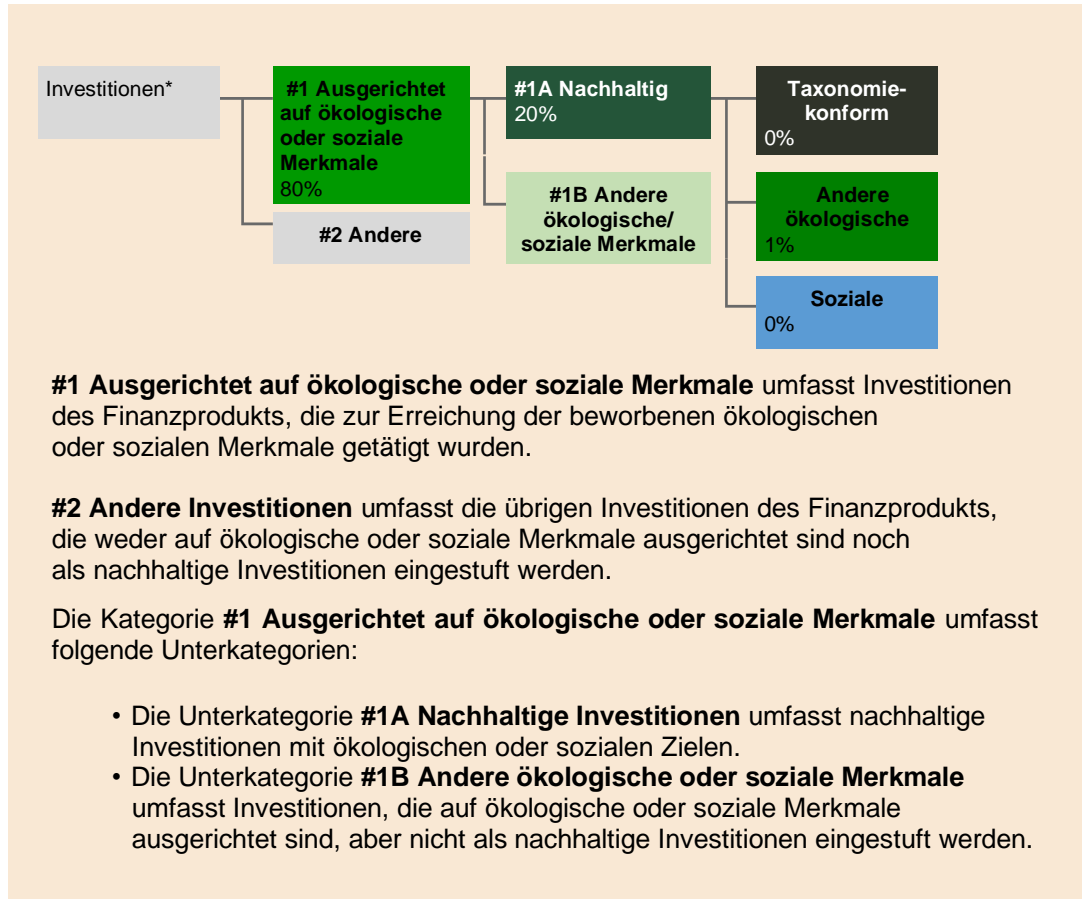 Investitionen*
#1 Ausgerichtet
auf ökologische
oder soziale
Merkmale
80%
#2 Andere
#1A Nachhaltig
20%
#1B Andere
ökologische/
soziale Merkmale
Taxonomie-
konform
0%
Andere
ökologische
1%
Soziale
0%
#1 Ausgerichtet auf ökologische oder soziale Merkmale umfasst Investitionen
des Finanzprodukts, die zur Erreichung der beworbenen ökologischen
oder sozialen Merkmale getätigt wurden.
#2 Andere Investitionen umfasst die übrigen Investitionen des Finanzprodukts,
die weder auf ökologische oder soziale Merkmale ausgerichtet sind noch
als nachhaltige Investitionen eingestuft werden.
Die Kategorie #1 Ausgerichtet auf ökologische oder soziale Merkmale umfasst
folgende Unterkategorien:
• Die Unterkategorie #1A Nachhaltige Investitionen umfasst nachhaltige
Investitionen mit ökologischen oder sozialen Zielen.
• Die Unterkategorie #1B Andere ökologische oder soziale Merkmale
umfasst Investitionen, die auf ökologische oder soziale Merkmale
ausgerichtet sind, aber nicht als nachhaltige Investitionen eingestuft werden.